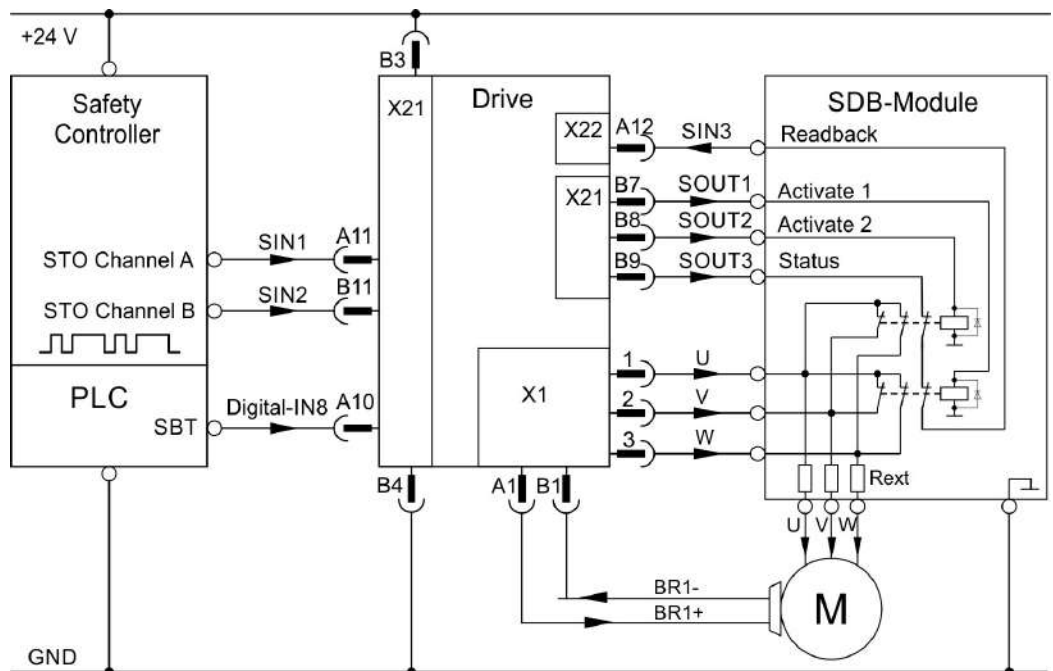 +24 V
Safety
Controller
STO Channel A
STO Channel B
PLC
SBT
SIN1
SIN2
Digital-IN8
A11
B11
A10
B3
X21
Drive
X22
X21
X1
B4
A1
B1
A12
B7
B8
B9
1
2
3
SIN3
SOUT1
SOUT2
SOUT3
U
V
W
SDB-Module
Readback
Activate 1
Activate 2
Status
Rext
U
V
W
M
BR1-
BR1+
GND